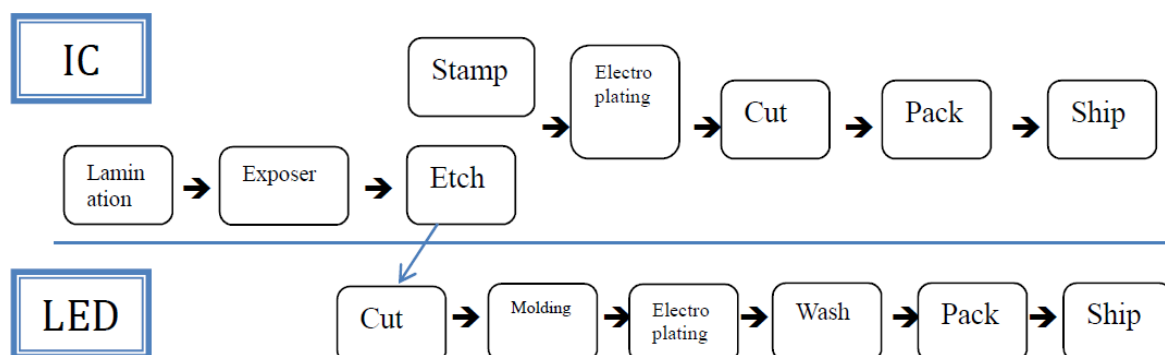 IC
Stamp
Electro
plating
Cut
Pack
Ship
Lamin
ation
Exposer
Etch
LED
Cut
Molding
Electro
plating
Wash
Pack
Ship